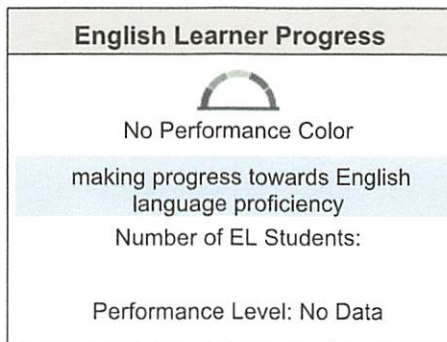 English Learner Progress
No Performance Color
making progress towards English
language proficiency
Number of EL Students:
Performance Level: No Data